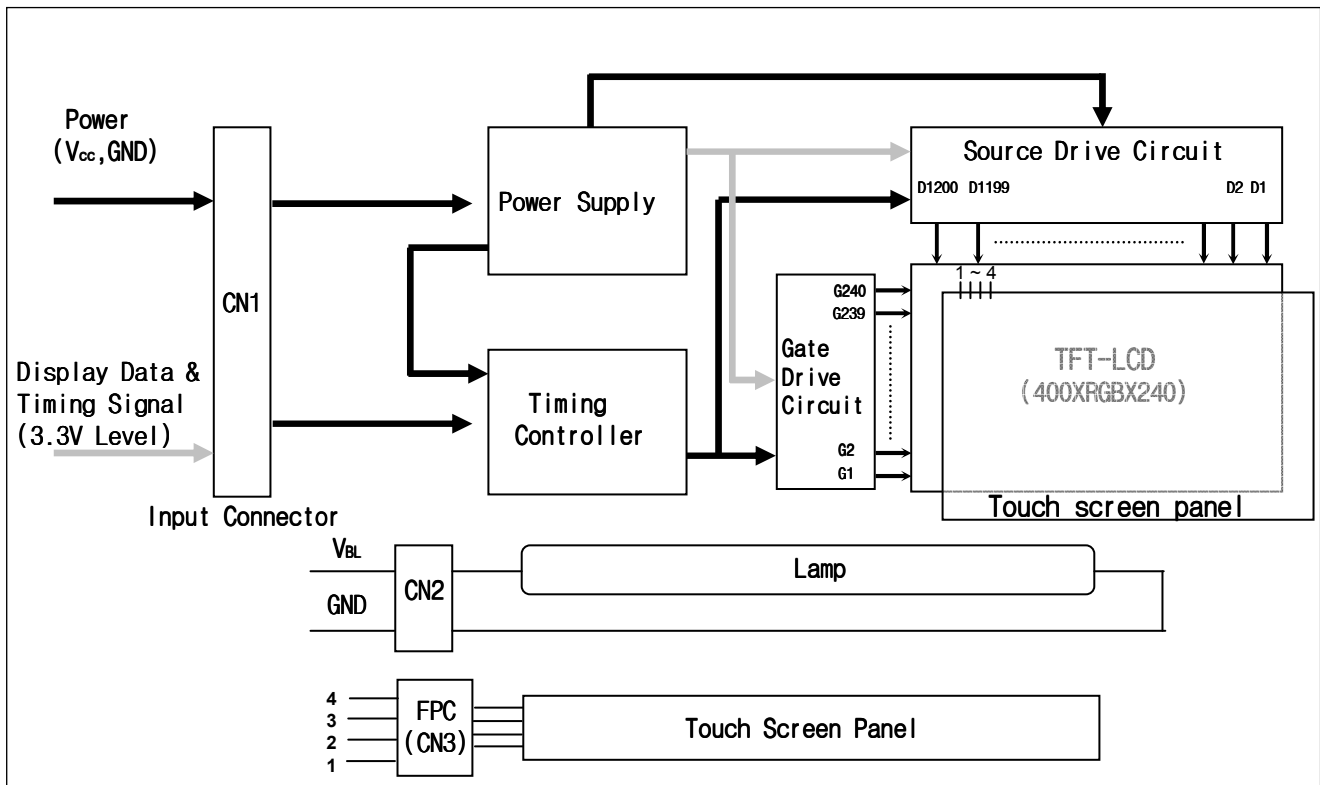 Power
(Vcc,GND)
CN1
Display Data &
Timing Signal
(3.3V Level)
Input Connector
Power Supply
Timing
Controller
Source Drive Circuit
D1200 D1199 D2 D1
1 ~ 4
G240
G239
Gate
Drive
Circuit
G2
G1
TFT-LCD
(400XRGBX240)
Touch screen panel
VBL
GND
CN2
Lamp
4
3
2
1
FPC
(CN3)
Touch Screen Panel